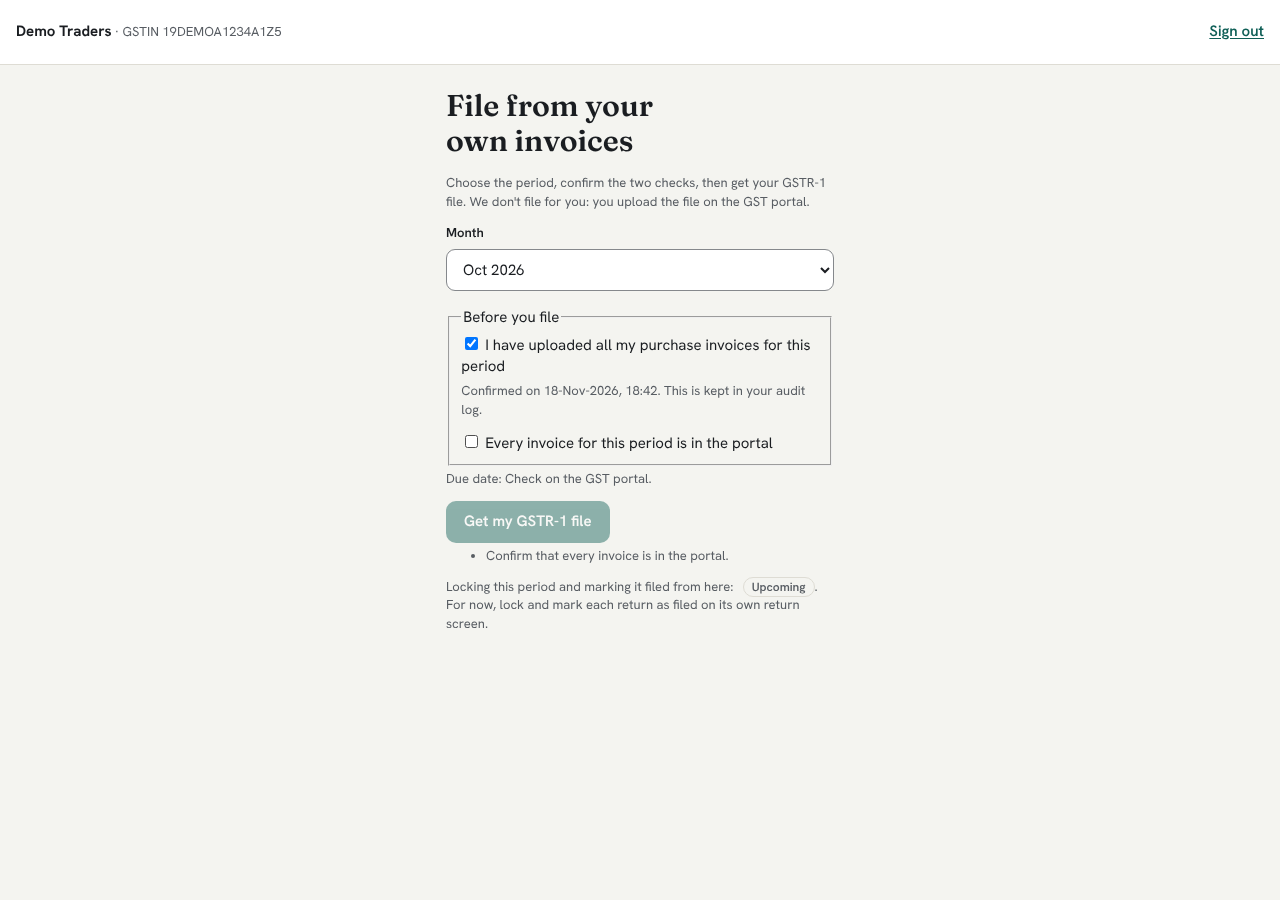 Demo Traders · GSTIN 19DEMOA1234A1Z5
Sign out
File from your
own invoices
Choose the period, confirm the two checks, then get your GSTR-1
file. We don't file for you: you upload the file on the GST portal.
Month
Oct 2026
Before you file
I have uploaded all my purchase invoices for this
period
Confirmed on 18-Nov-2026, 18:42. This is kept in your audit
log.
Every invoice for this period is in the portal
Due date: Check on the GST portal.
Get my GSTR-1 file
• Confirm that every invoice is in the portal.
Locking this period and marking it filed from here: Upcoming.
For now, lock and mark each return as filed on its own return
screen.